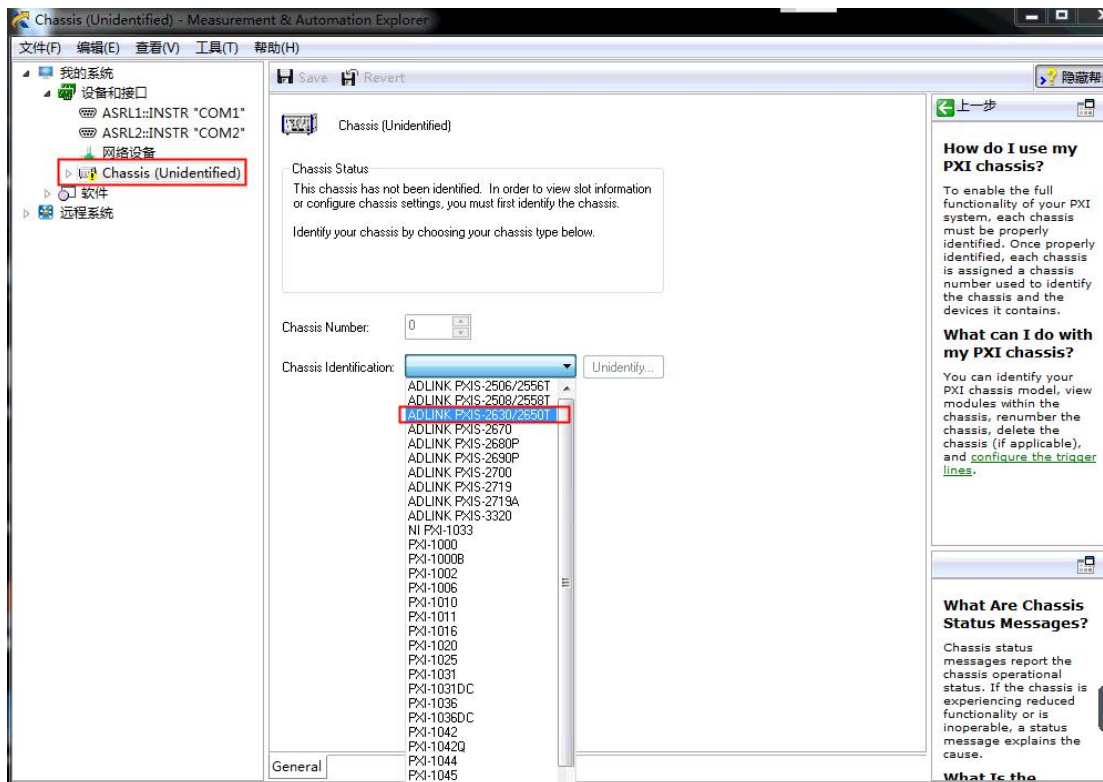 Chassis (Unidentified) - Measurement & Automation Explorer
文件(F) 编辑(E) 查看(V) 工具(T) 帮助(H)
我的系统
设备和接口
ASRL1::INSTR "COM1"
ASRL2::INSTR "COM2"
网络设备
Chassis (Unidentified)
软件
远程系统
Save Revert
隐藏帮
Chassis (Unidentified)
Chassis Status
This chassis has not been identified. In order to view slot information
or configure chassis settings, you must first identify the chassis.
Identify your chassis by choosing your chassis type below.
Chassis Number: 0
Chassis Identification: Unidentify...
ADLINK PXIS-2506/2556T
ADLINK PXIS-2508/2558T
ADLINK PXIS-2630/2650T
ADLINK PXIS-2670
ADLINK PXIS-2680P
ADLINK PXIS-2690P
ADLINK PXIS-2700
ADLINK PXIS-2719
ADLINK PXIS-2719A
ADLINK PXIS-3320
NI PXI-1033
PXI-1000
PXI-1000B
PXI-1002
PXI-1006
PXI-1010
PXI-1011
PXI-1016
PXI-1020
PXI-1025
PXI-1031
PXI-1031DC
PXI-1036
PXI-1036DC
PXI-1042
PXI-1042Q
PXI-1044
PXI-1045
General
上一步
How do I use my
PXI chassis?
To enable the full
functionality of your PXI
system, each chassis
must be properly
identified. Once properly
identified, each chassis
is assigned a chassis
number used to identify
the chassis and the
devices it contains.
What can I do with
my PXI chassis?
You can identify your
PXI chassis model, view
modules within the
chassis, renumber the
chassis, delete the
chassis (if applicable),
and configure the trigger
lines.
What Are Chassis
Status Messages?
Chassis status
messages report the
chassis operational
status. If the chassis is
experiencing reduced
functionality or is
inoperable, a status
message explains the
cause.
What Is the